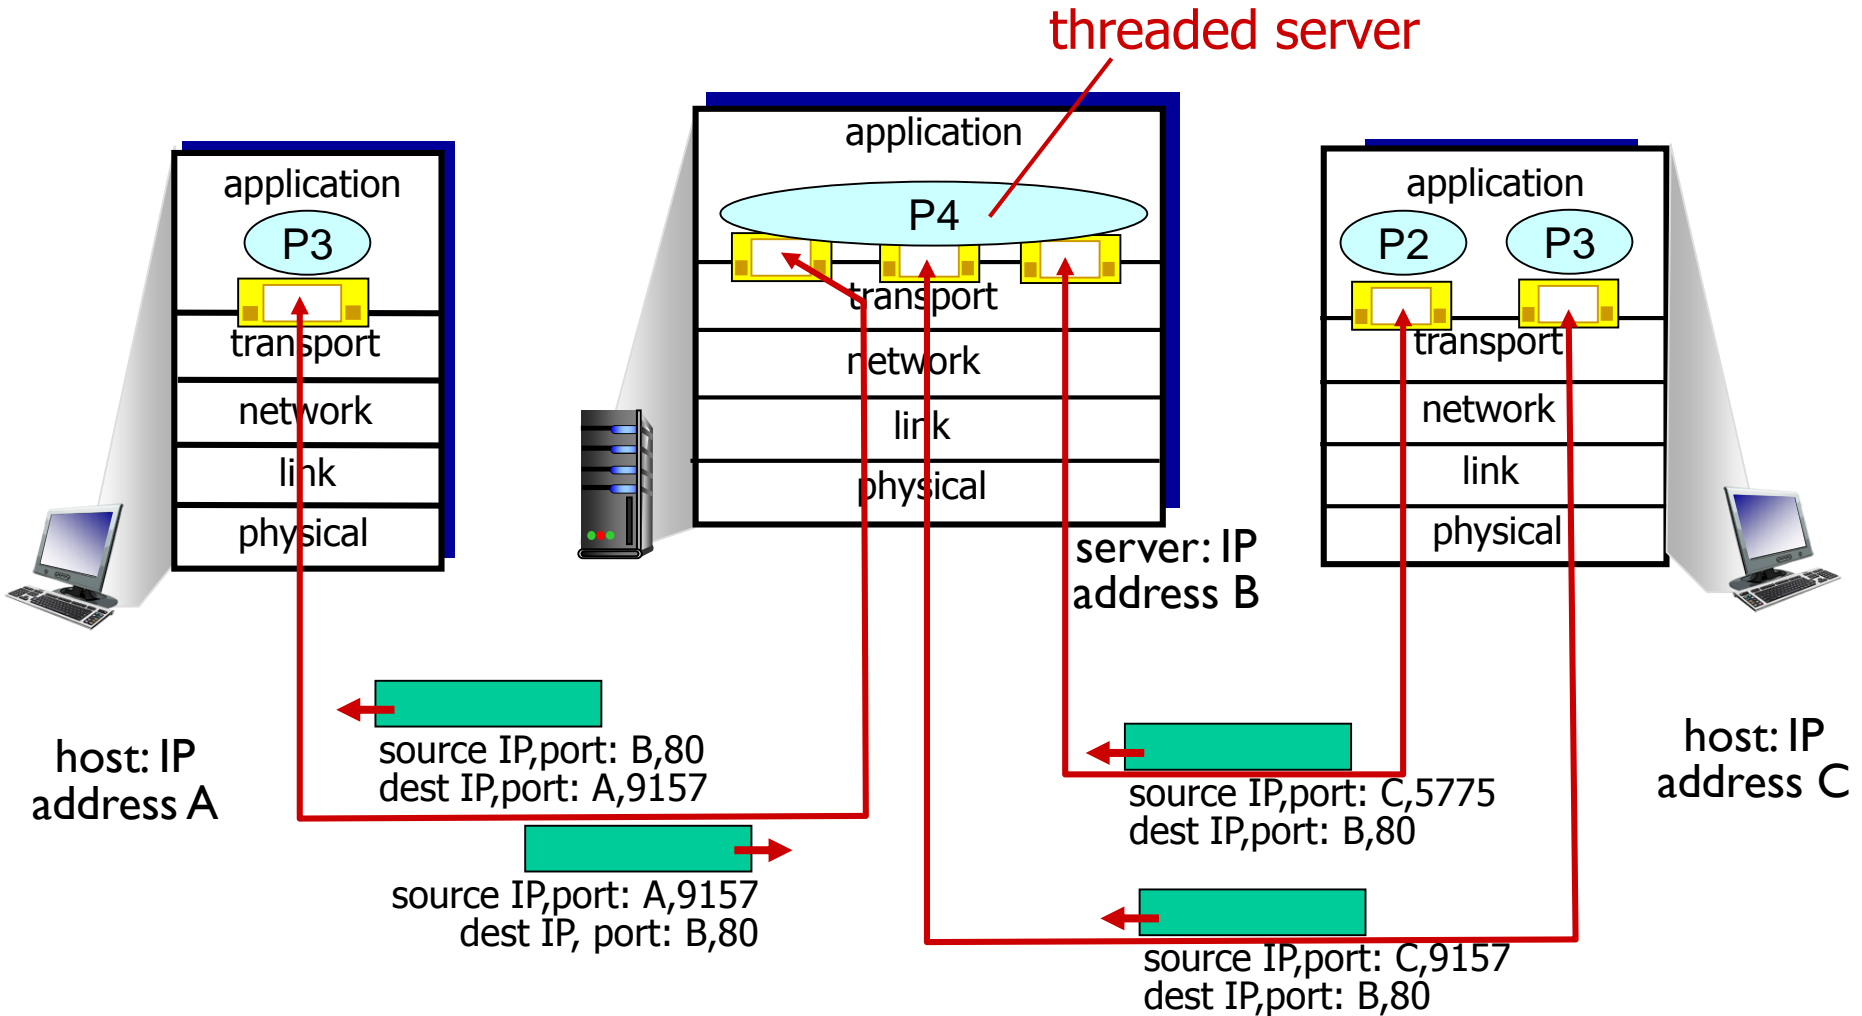 threaded server
application
P3
transport
network
link
physical
application
P4
transport
network
link
physical
application
P2
P3
transport
network
link
physical
server: IP
address B
host: IP
address A
source IP,port: B,80
dest IP,port: A,9157
source IP,port: A,9157
dest IP, port: B,80
source IP,port: C,5775
dest IP,port: B,80
source IP,port: C,9157
dest IP,port: B,80
host: IP
address C